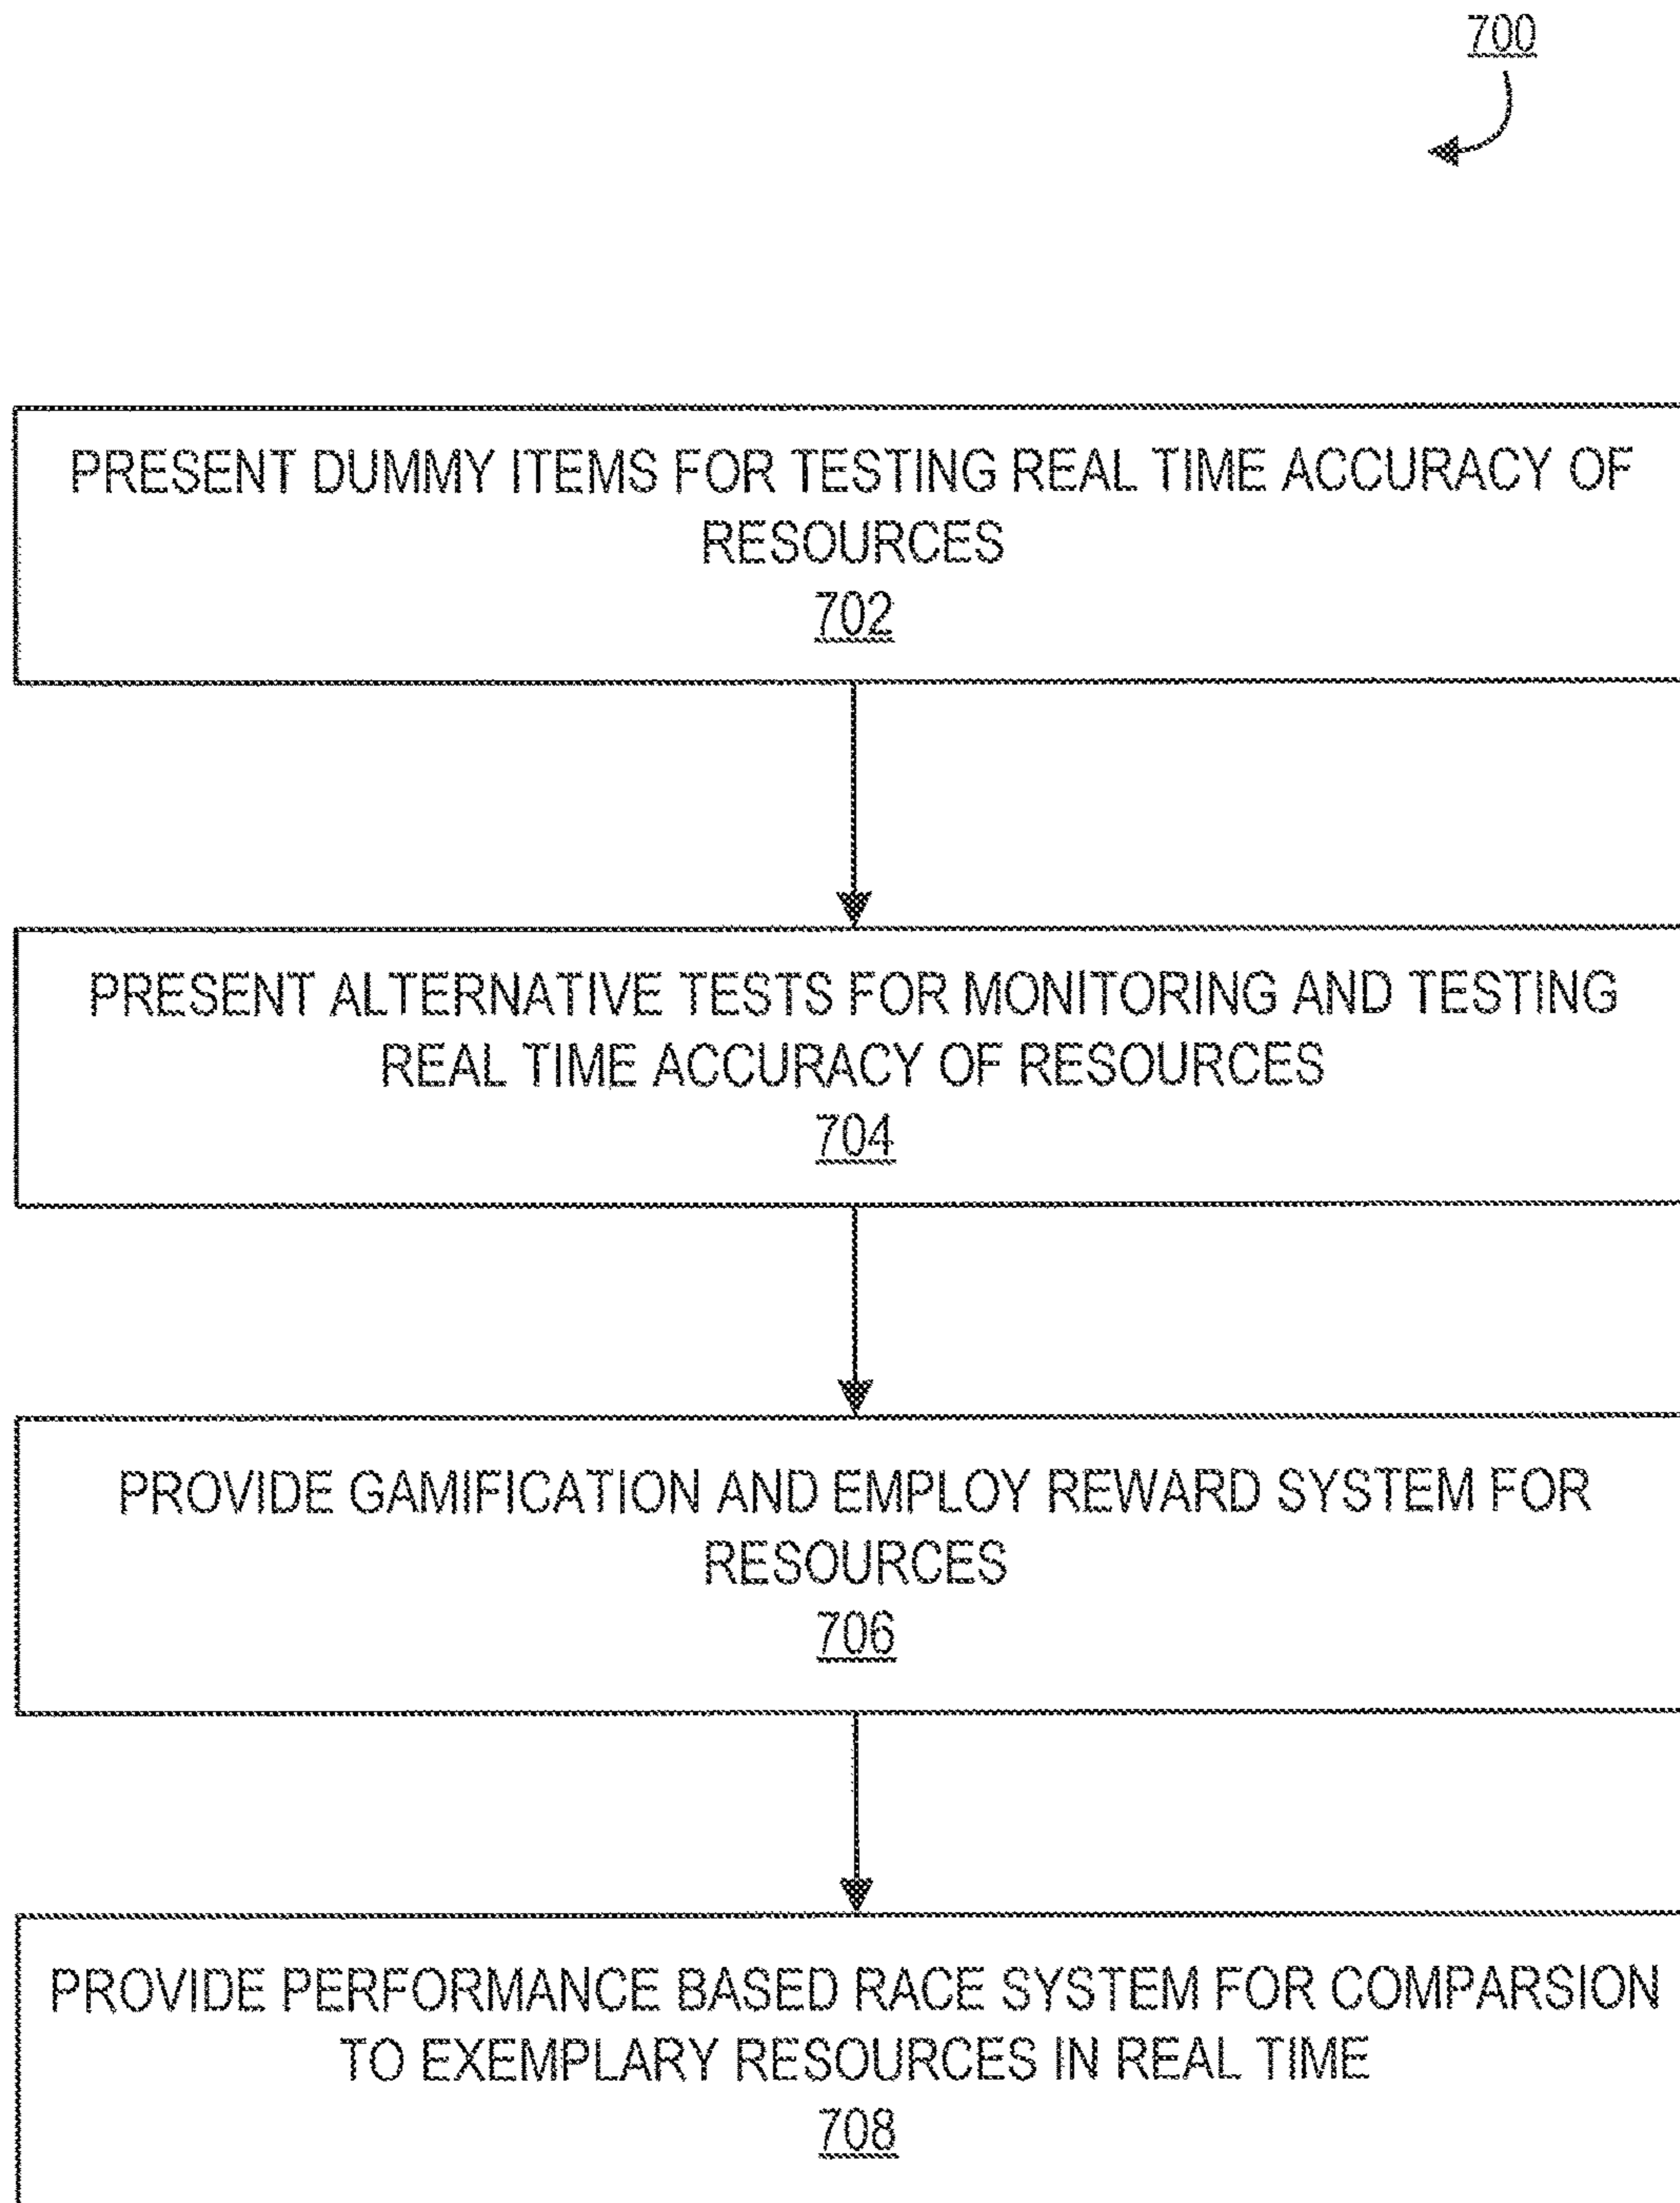 700
PRESENT DUMMY ITEMS FOR TESTING REAL TIME ACCURACY OF
RESOURCES
702
PRESENT ALTERNATIVE TESTS FOR MONITORING AND TESTING
REAL TIME ACCURACY OF RESOURCES
704
PROVIDE GAMIFICATION AND EMPLOY REWARD SYSTEM FOR
RESOURCES
706
PROVIDE PERFORMANCE BASED RACE SYSTEM FOR COMPARSION
TO EXEMPLARY RESOURCES IN REAL TIME
708